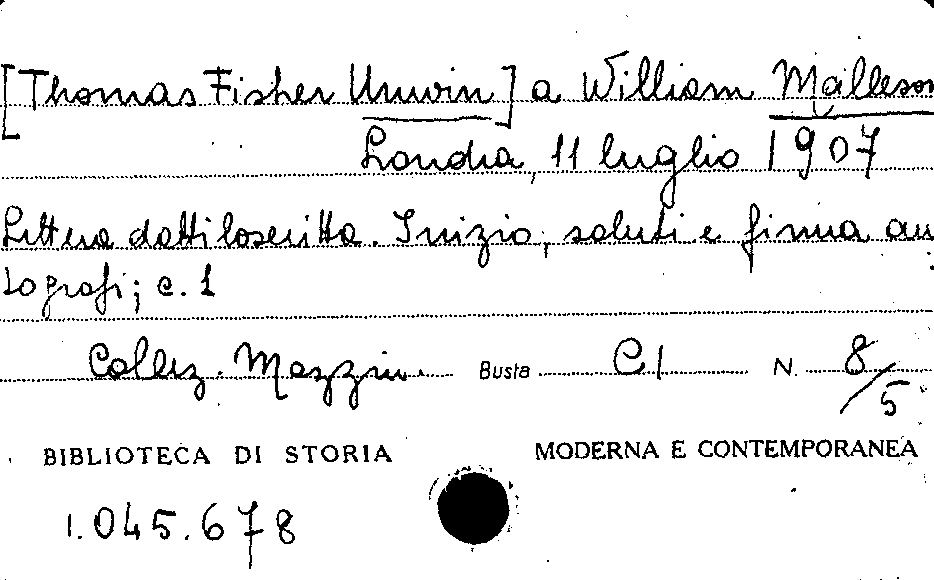 [Thomas Fisher Unwin] a William Malleson
Londra, 11 luglio 1907
Lettera dattiloscritta. Inizio, saluti e firma au
tografi; c. 1
Collez. Mazzini Busta C1 N. 8/5
BIBLIOTECA DI STORIA MODERNA E CONTEMPORANEA
1.045.678